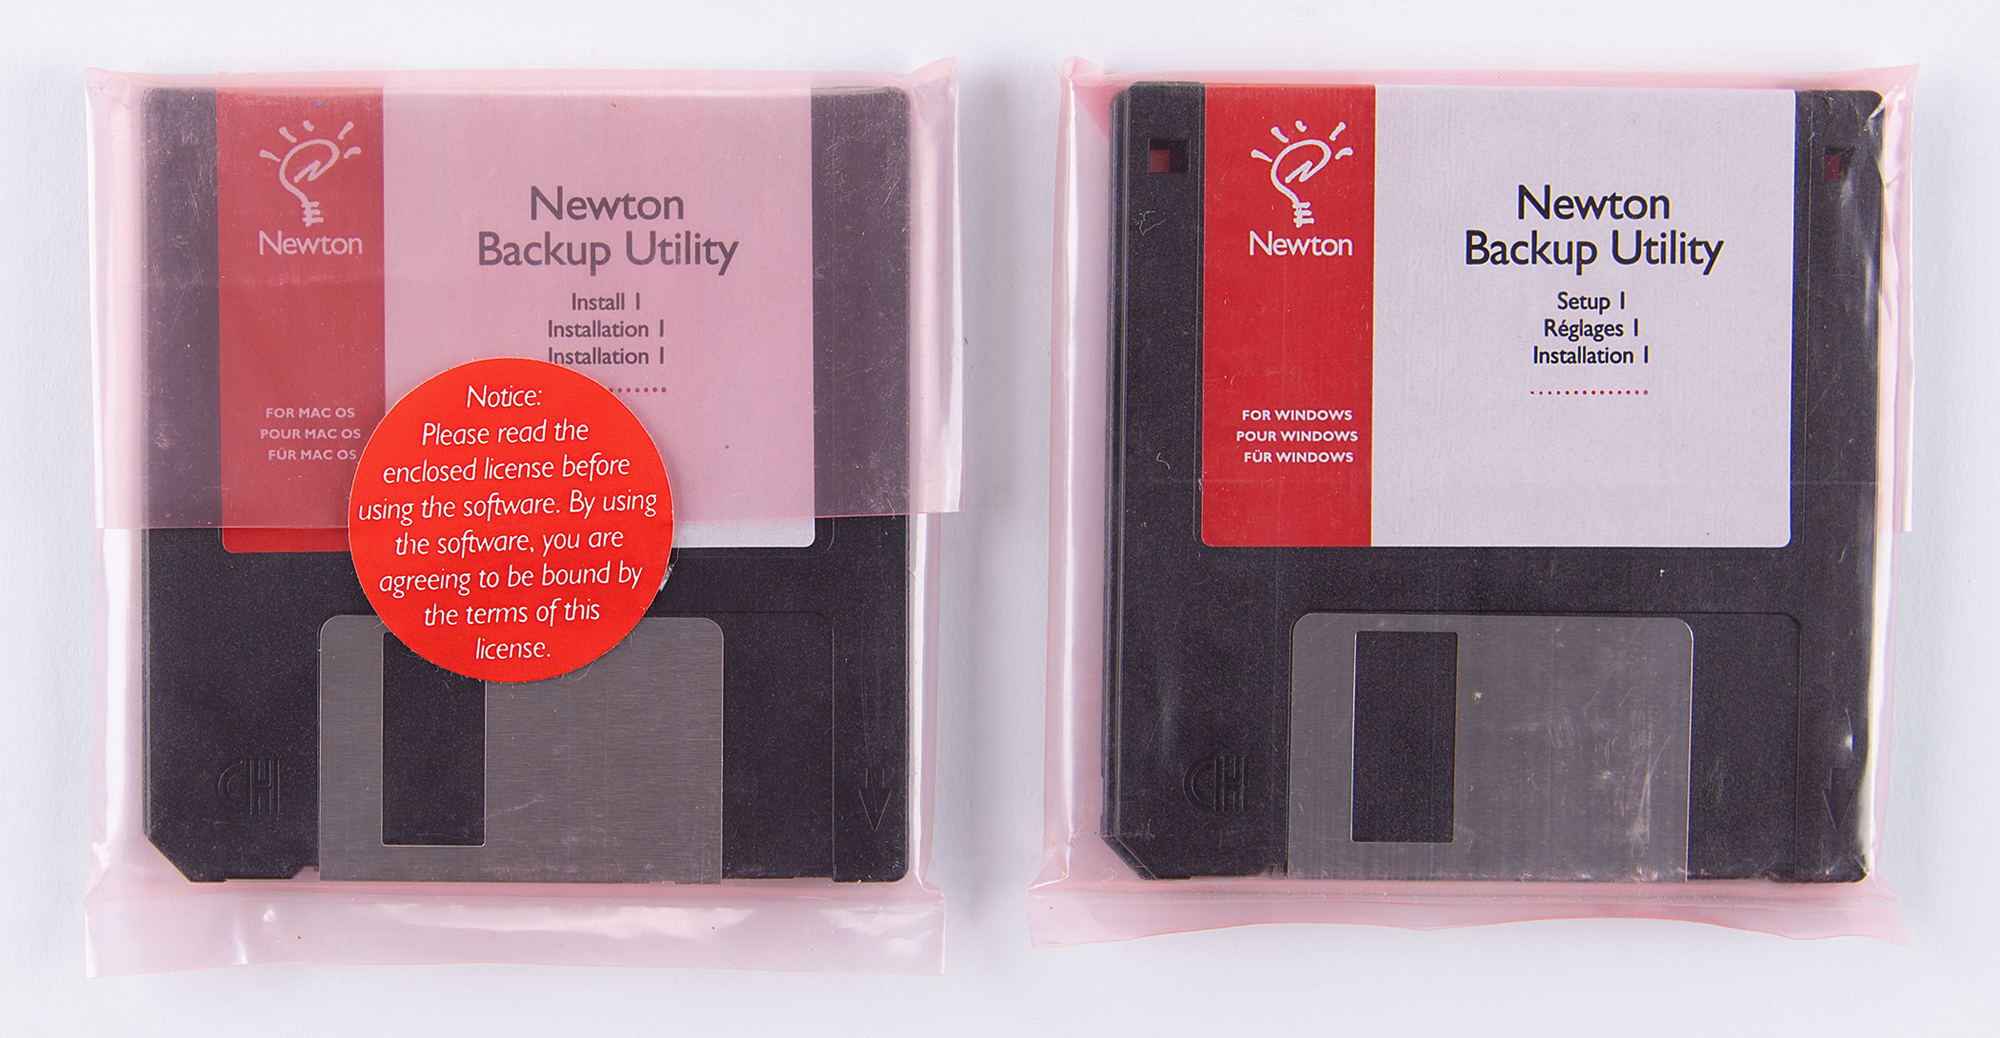 Newton
Newton
Backup Utility
Install 1
Installation 1
Installation 1
FOR MAC OS
POUR MAC OS
FÜR MAC OS
Notice:
Please read the
enclosed license before
using the software. By using
the software, you are
agreeing to be bound by
the terms of this
license.
Newton
Newton
Backup Utility
Setup 1
Réglages 1
Installation 1
FOR WINDOWS
POUR WINDOWS
FÜR WINDOWS